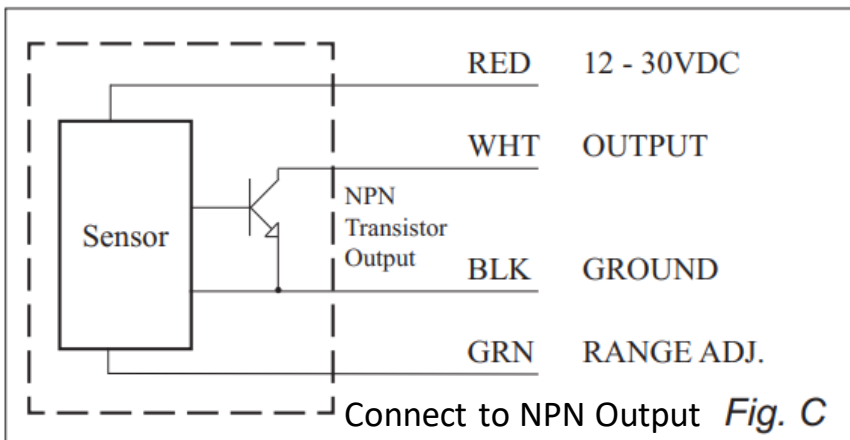 RED 12 - 30VDC
WHT OUTPUT
NPN
Transistor
Output
Sensor
BLK GROUND
GRN RANGE ADJ.
Connect to NPN Output Fig. C